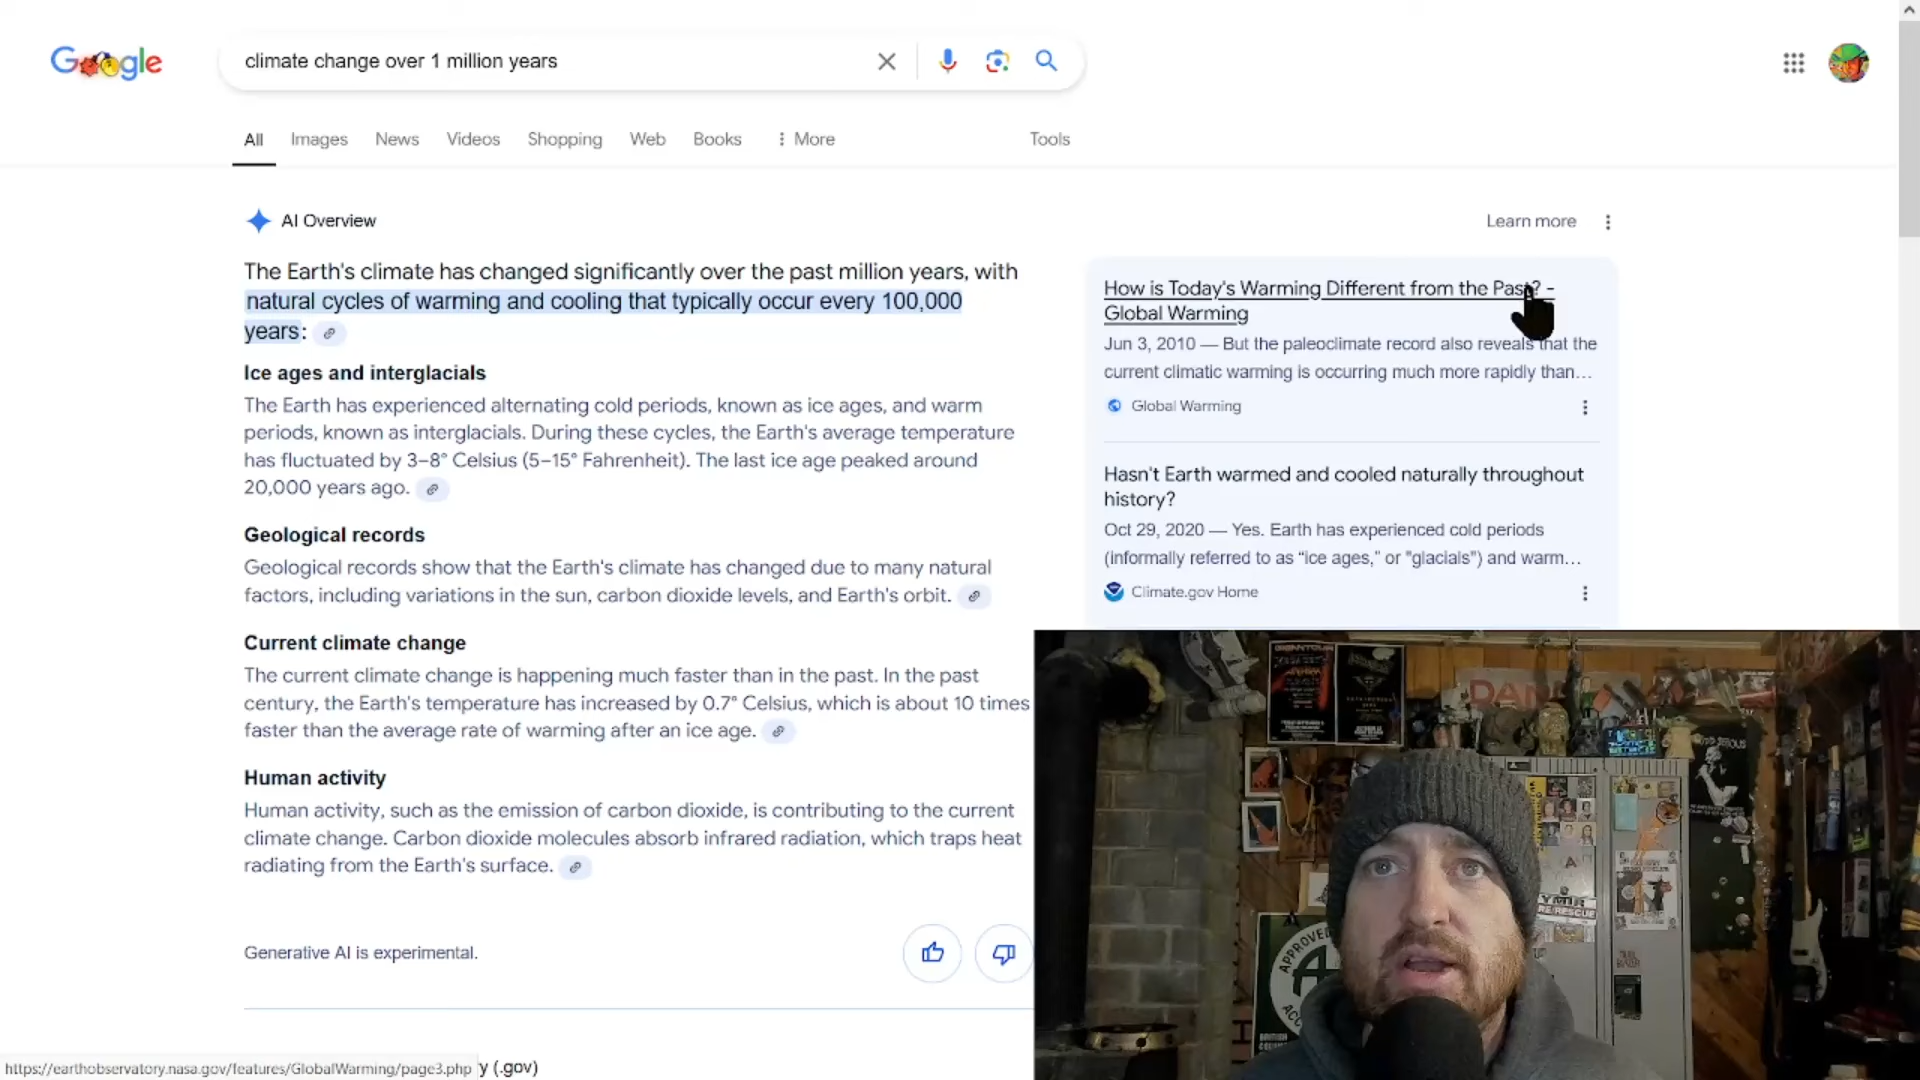 Google
climate change over 1 million years
All Images News Videos Shopping Web Books More Tools
AI Overview
Learn more
The Earth's climate has changed significantly over the past million years, with
natural cycles of warming and cooling that typically occur every 100,000
years:
Ice ages and interglacials
The Earth has experienced alternating cold periods, known as ice ages, and warm
periods, known as interglacials. During these cycles, the Earth's average temperature
has fluctuated by 3–8° Celsius (5–15° Fahrenheit). The last ice age peaked around
20,000 years ago.
Geological records
Geological records show that the Earth's climate has changed due to many natural
factors, including variations in the sun, carbon dioxide levels, and Earth's orbit.
Current climate change
The current climate change is happening much faster than in the past. In the past
century, the Earth's temperature has increased by 0.7° Celsius, which is about 10 times
faster than the average rate of warming after an ice age.
Human activity
Human activity, such as the emission of carbon dioxide, is contributing to the current
climate change. Carbon dioxide molecules absorb infrared radiation, which traps heat
radiating from the Earth's surface.
Generative AI is experimental.
How is Today's Warming Different from the Past? -
Global Warming
Jun 3, 2010 — But the paleoclimate record also reveals that the
current climatic warming is occurring much more rapidly than...
Global Warming
Hasn't Earth warmed and cooled naturally throughout
history?
Oct 29, 2020 — Yes. Earth has experienced cold periods
(informally referred to as “ice ages,” or "glacials") and warm...
Climate.gov Home
APPROVED
https://earthobservatory.nasa.gov/features/GlobalWarming/page3.php
y (.gov)